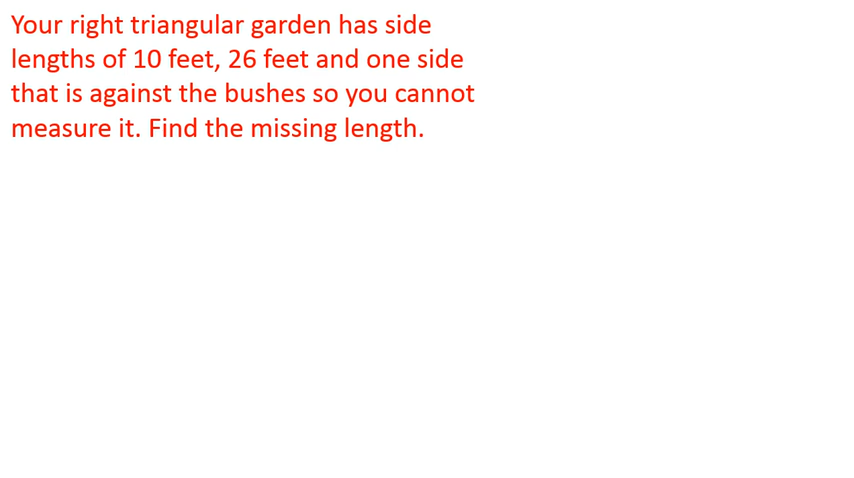 Your right triangular garden has side
lengths of 10 feet, 26 feet and one side
that is against the bushes so you cannot
measure it. Find the missing length.